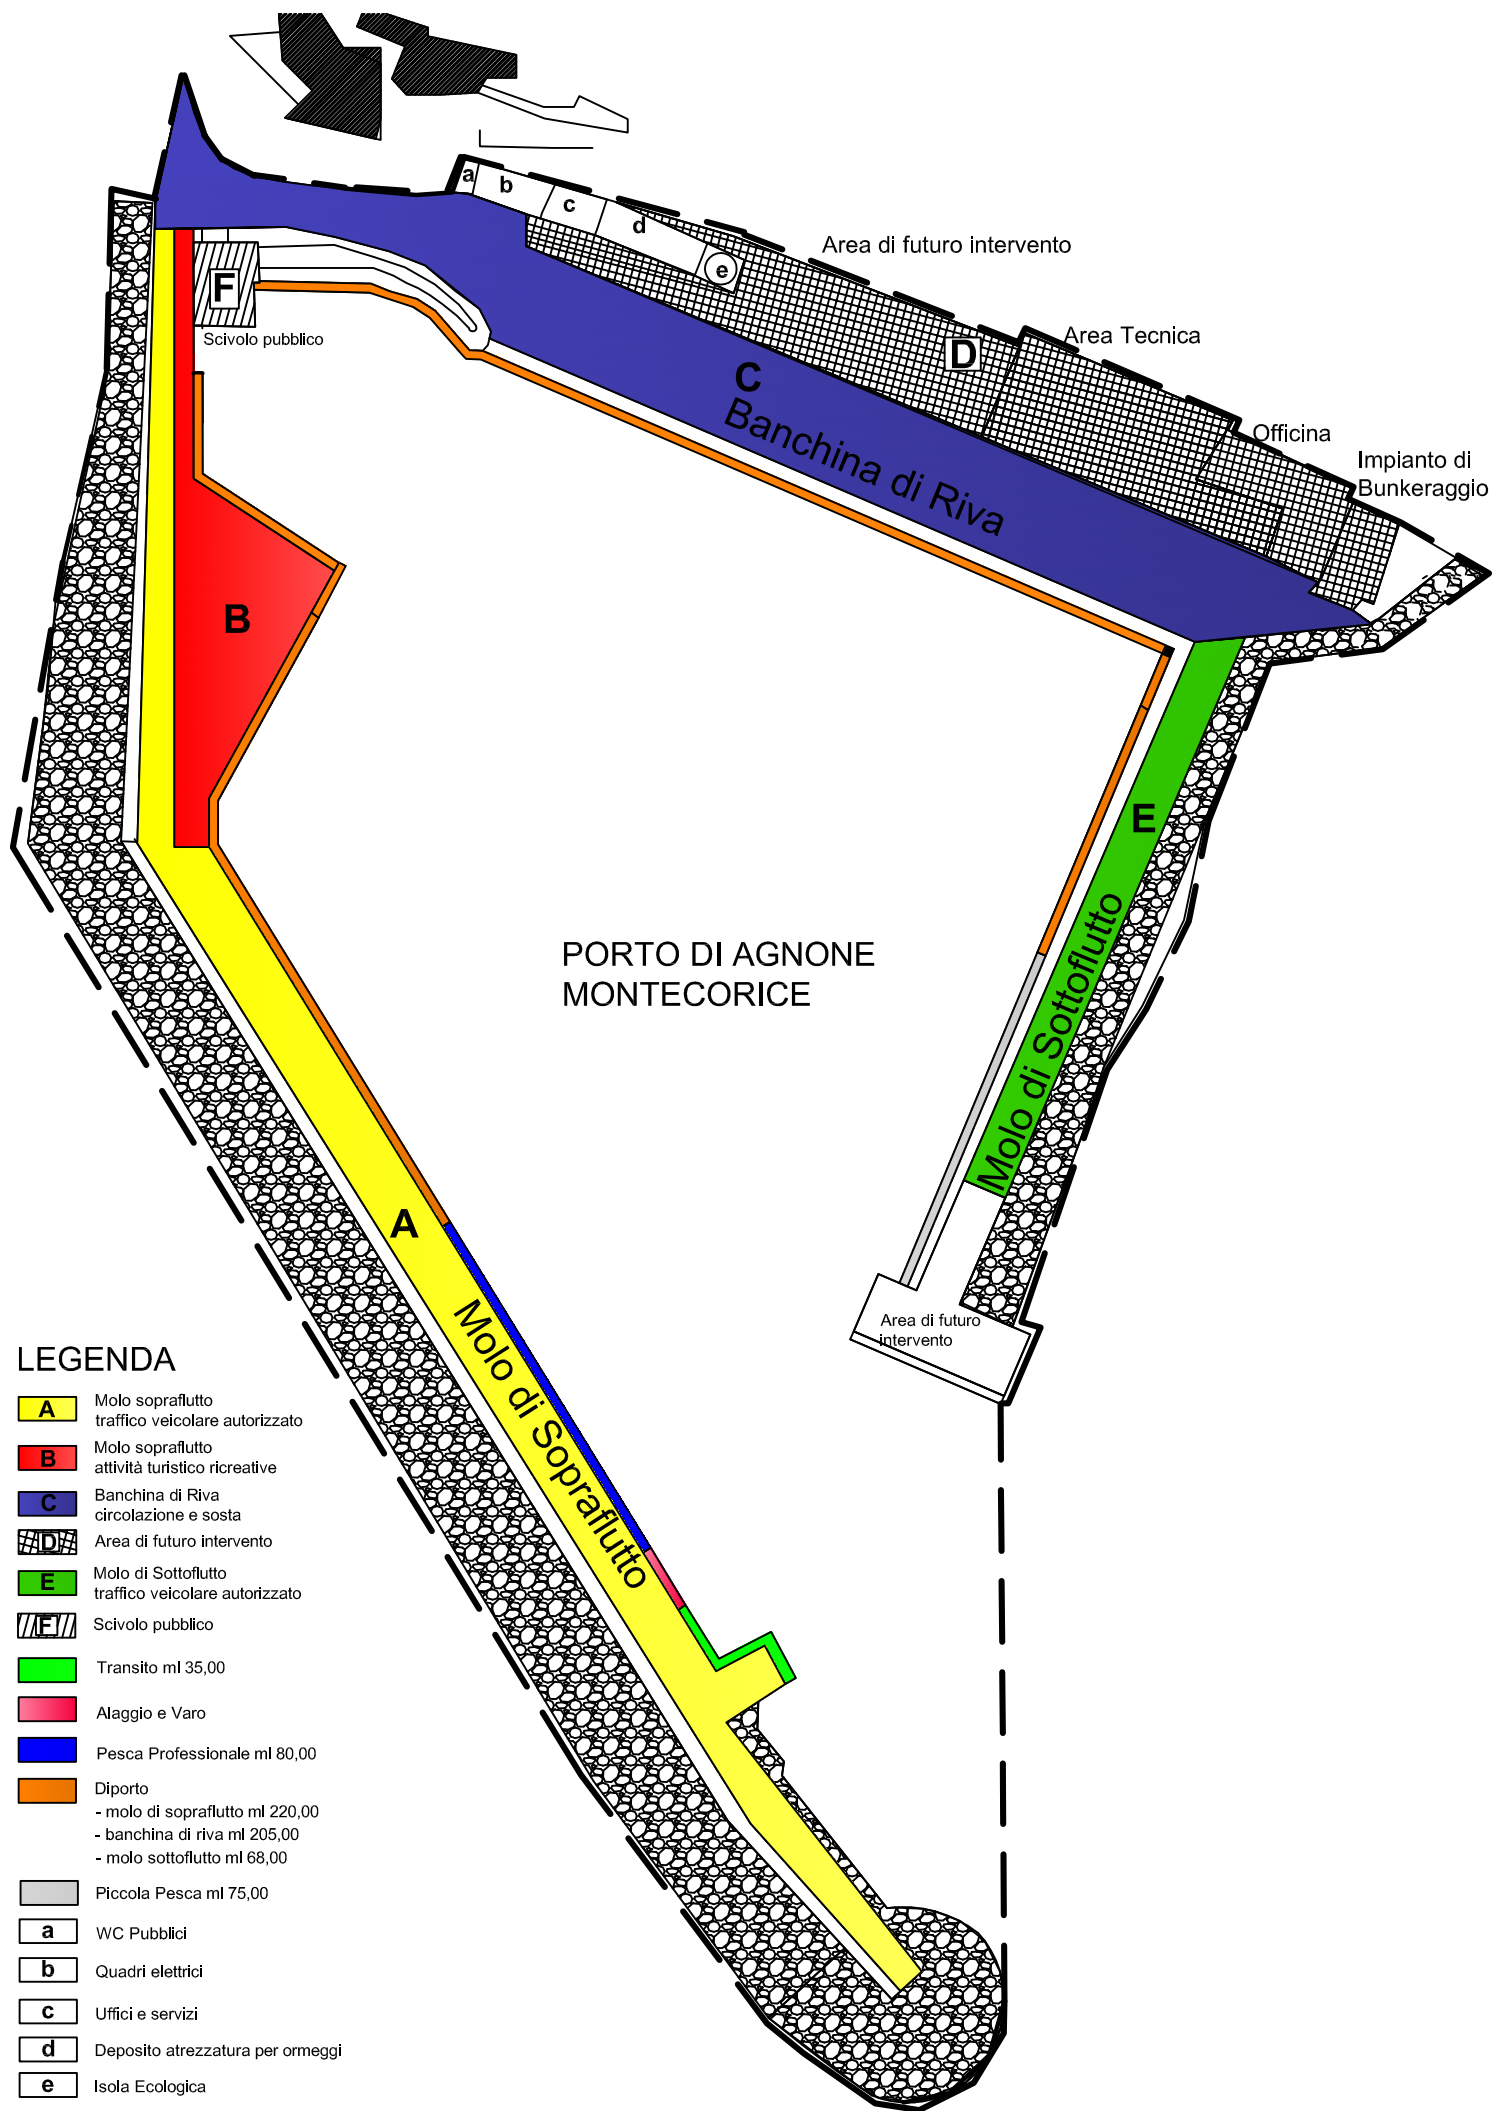 a
b
c
d
e
Area di futuro intervento
F
Scivolo pubblico
D
Area Tecnica
C
Banchina di Riva
Officina
Impianto di
Bunkeraggio
B
E
Molo di Sottoflutto
PORTO DI AGNONE
MONTECORICE
A
Molo di Sopraflutto
Area di futuro
intervento
LEGENDA
A
Molo sopraflutto
traffico veicolare autorizzato
B
Molo sopraflutto
attività turistico ricreative
C
Banchina di Riva
circolazione e sosta
D
Area di futuro intervento
E
Molo di Sottoflutto
traffico veicolare autorizzato
F
Scivolo pubblico
Transito ml 35,00
Alaggio e Varo
Pesca Professionale ml 80,00
Diporto
- molo di sopraflutto ml 220,00
- banchina di riva ml 205,00
- molo sottoflutto ml 68,00
Piccola Pesca ml 75,00
a WC Pubblici
b Quadri elettrici
c Uffici e servizi
d Deposito atrezzatura per ormeggi
e Isola Ecologica